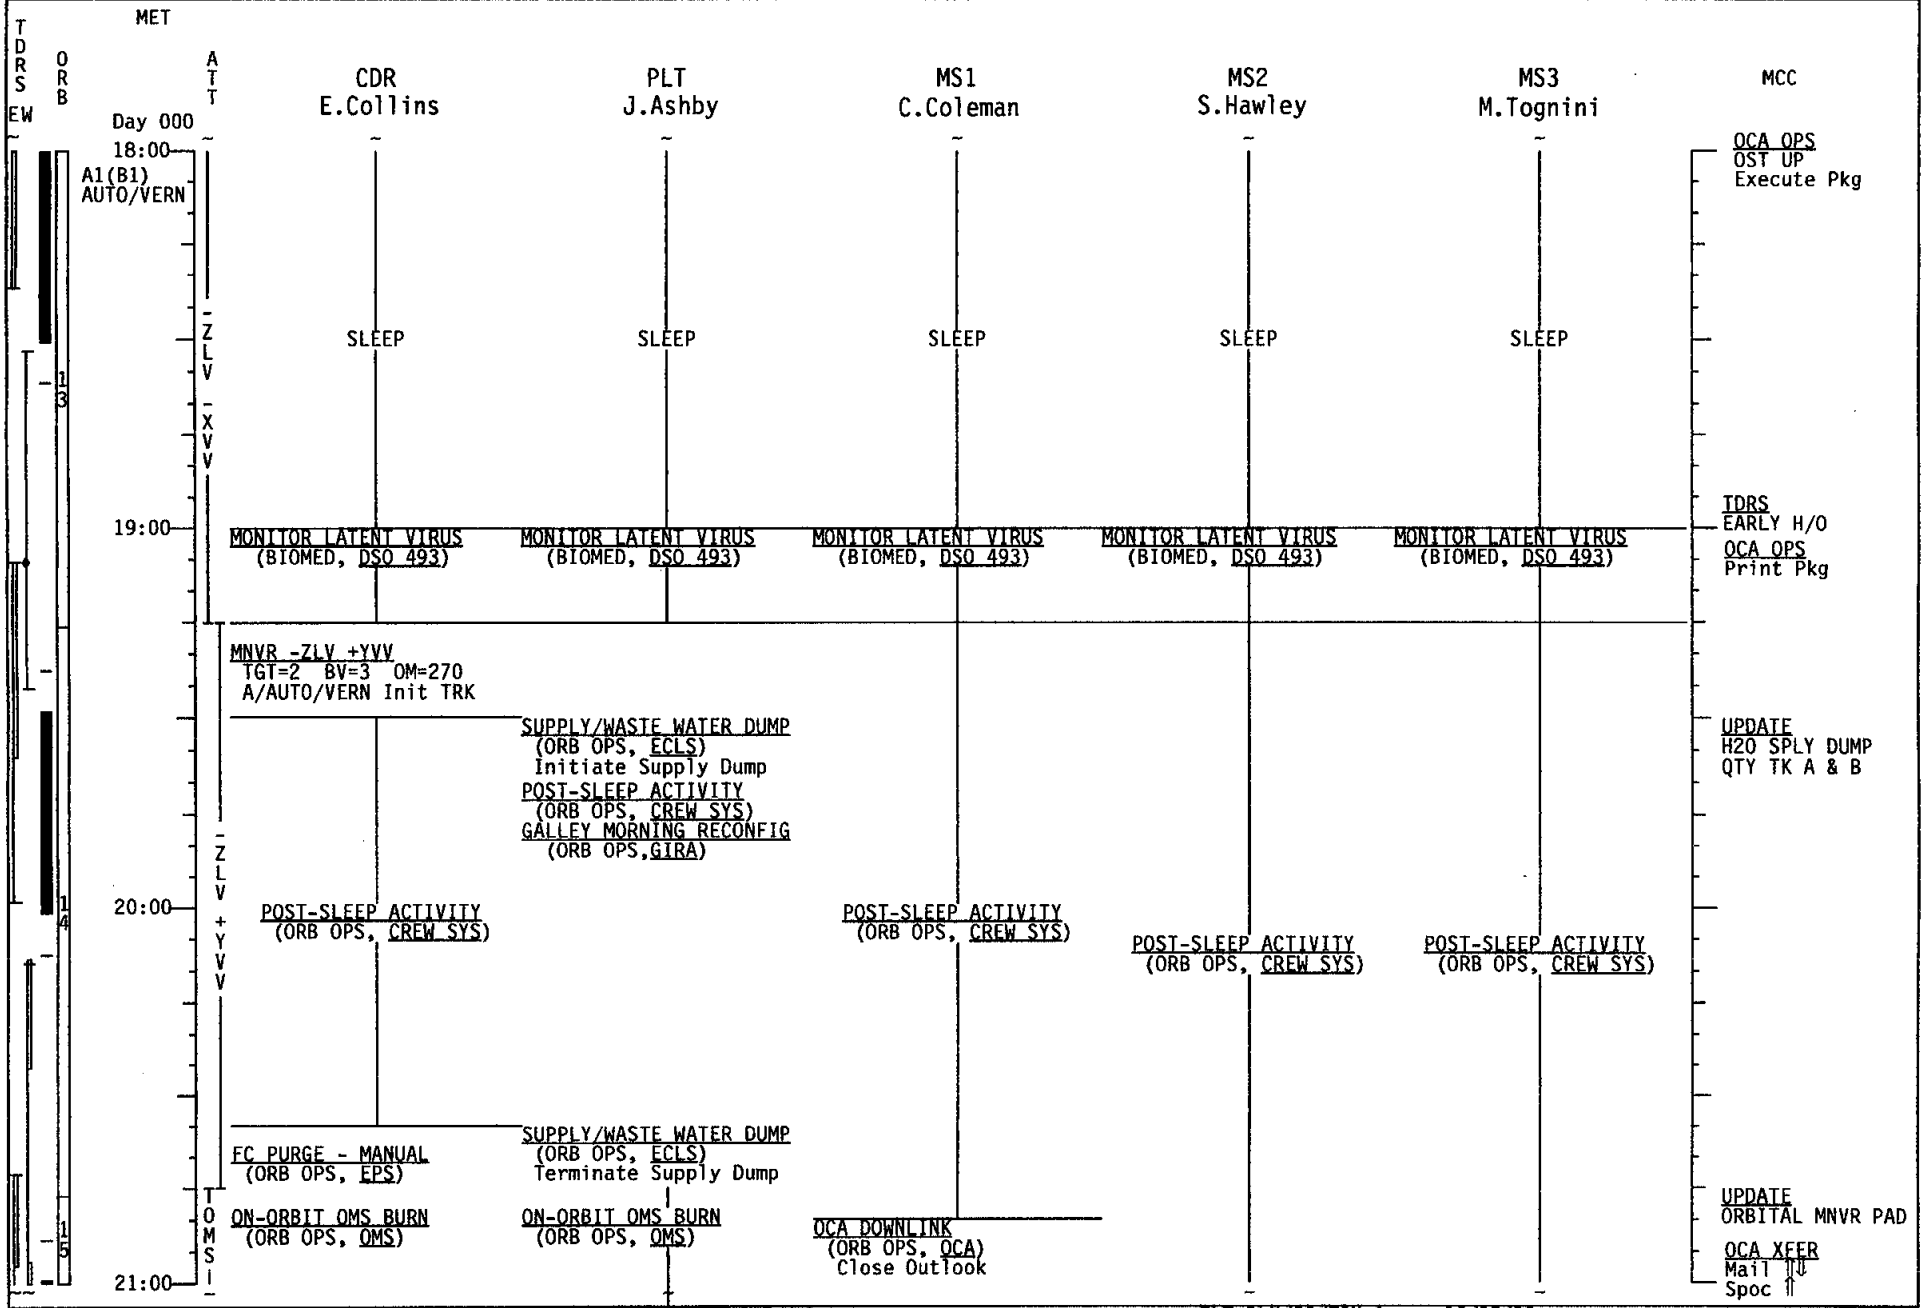 MET
TDRS
EW
ORB
ATT
CDR
E.Collins
PLT
J.Ashby
MS1
C.Coleman
MS2
S.Hawley
MS3
M.Tognini
MCC
Day 000
18:00
A1(B1)
AUTO/VERN
OCA OPS
OST UP
Execute Pkg
-ZLV -XVV
SLEEP
SLEEP
SLEEP
SLEEP
SLEEP
13
19:00
MONITOR LATENT VIRUS
(BIOMED, DSO 493)
MONITOR LATENT VIRUS
(BIOMED, DSO 493)
MONITOR LATENT VIRUS
(BIOMED, DSO 493)
MONITOR LATENT VIRUS
(BIOMED, DSO 493)
MONITOR LATENT VIRUS
(BIOMED, DSO 493)
TDRS
EARLY H/O
OCA OPS
Print Pkg
MNVR -ZLV +YVV
TGT=2 BV=3 OM=270
A/AUTO/VERN Init TRK
SUPPLY/WASTE WATER DUMP
(ORB OPS, ECLS)
Initiate Supply Dump
POST-SLEEP ACTIVITY
(ORB OPS, CREW SYS)
GALLEY MORNING RECONFIG
(ORB OPS,GIRA)
UPDATE
H2O SPLY DUMP
QTY TK A & B
-ZLV +YVV
14
20:00
POST-SLEEP ACTIVITY
(ORB OPS, CREW SYS)
POST-SLEEP ACTIVITY
(ORB OPS, CREW SYS)
POST-SLEEP ACTIVITY
(ORB OPS, CREW SYS)
POST-SLEEP ACTIVITY
(ORB OPS, CREW SYS)
FC PURGE - MANUAL
(ORB OPS, EPS)
SUPPLY/WASTE WATER DUMP
(ORB OPS, ECLS)
Terminate Supply Dump
OMS
15
ON-ORBIT OMS BURN
(ORB OPS, OMS)
ON-ORBIT OMS BURN
(ORB OPS, OMS)
OCA DOWNLINK
(ORB OPS, OCA)
Close Outlook
UPDATE
ORBITAL MNVR PAD
OCA XFER
Mail ⇑⇓
Spoc ⇑
21:00